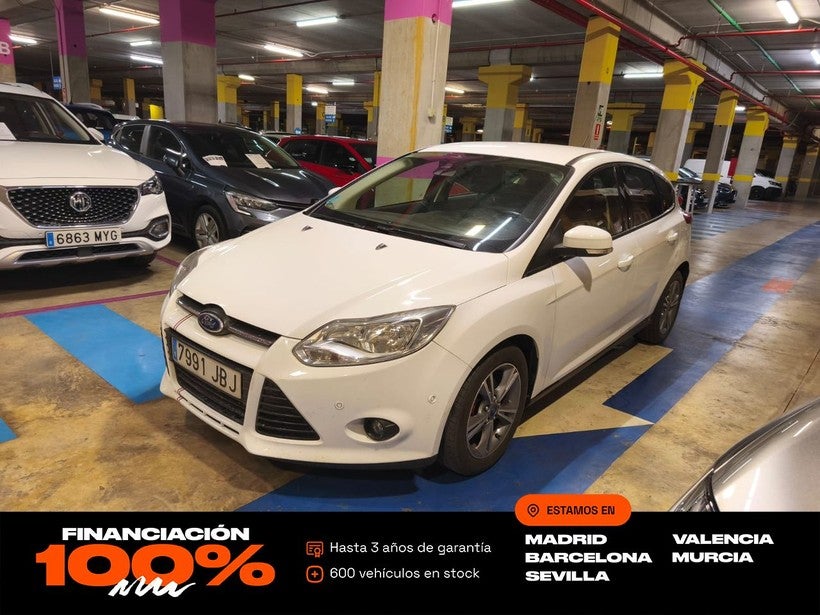 6863 MYG
Ford
7991 JBJ
FINANCIACIÓN
100%
Hasta 3 años de garantía
600 vehículos en stock
ESTAMOS EN
MADRID
BARCELONA
SEVILLA
VALENCIA
MURCIA